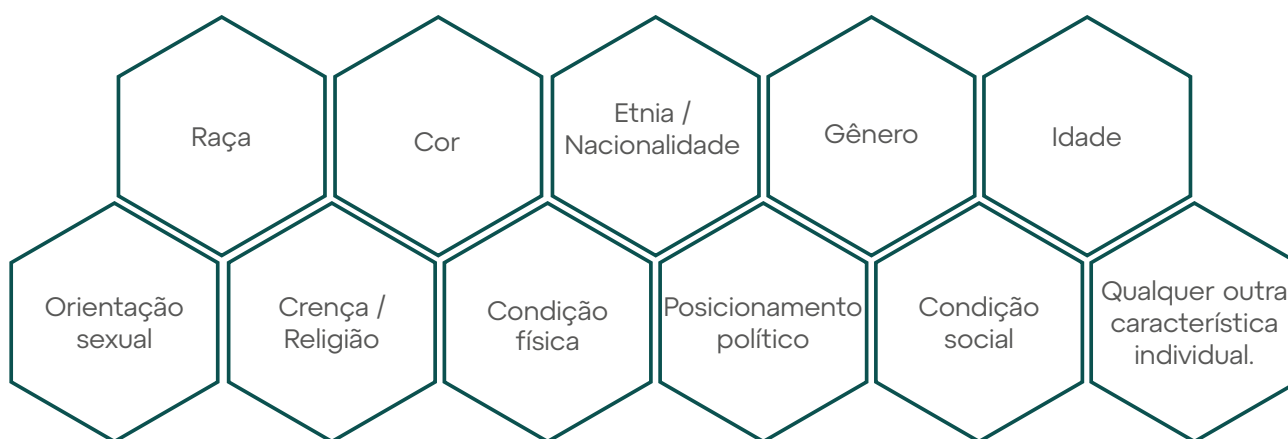 Raça
Cor
Etnia /
Nacionalidade
Gênero
Idade
Orientação
sexual
Crença /
Religião
Condição
física
Posicionamento
político
Condição
social
Qualquer outra
característica
individual.